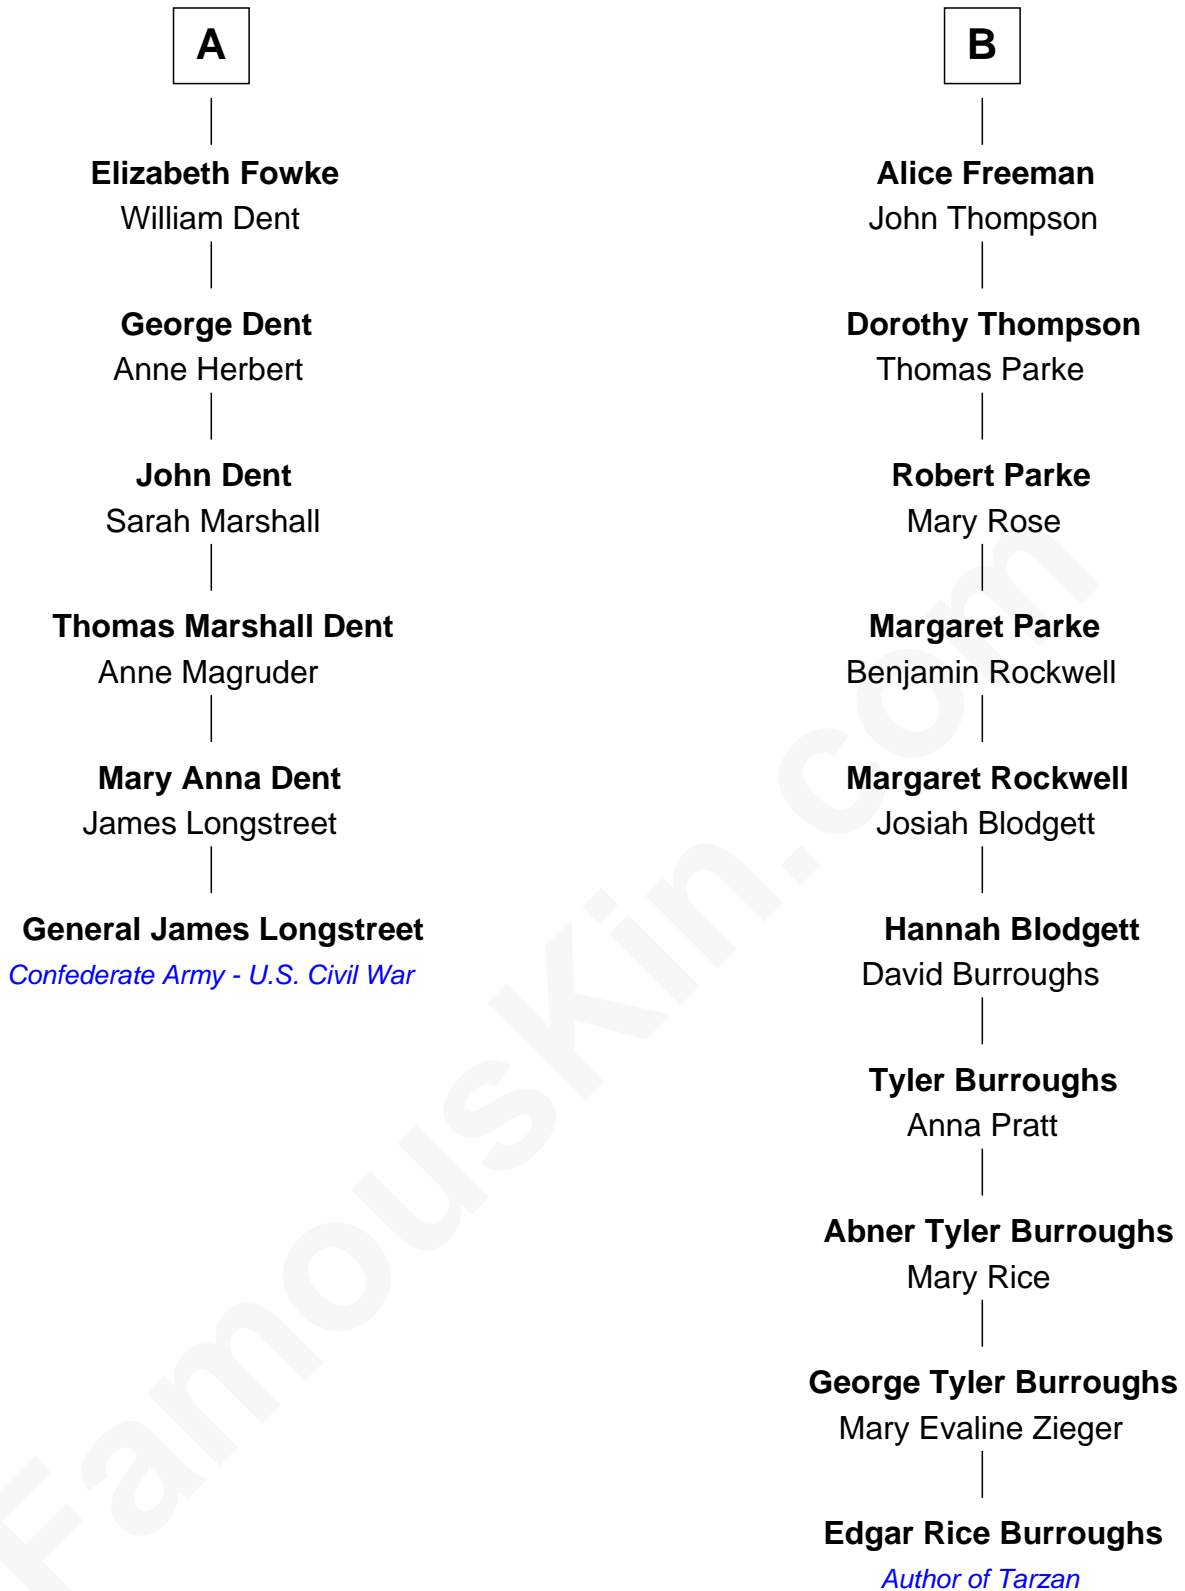 A
Elizabeth Fowke
William Dent
George Dent
Anne Herbert
John Dent
Sarah Marshall
Thomas Marshall Dent
Anne Magruder
Mary Anna Dent
James Longstreet
General James Longstreet
Confederate Army - U.S. Civil War
B
Alice Freeman
John Thompson
Dorothy Thompson
Thomas Parke
Robert Parke
Mary Rose
Margaret Parke
Benjamin Rockwell
Margaret Rockwell
Josiah Blodgett
Hannah Blodgett
David Burroughs
Tyler Burroughs
Anna Pratt
Abner Tyler Burroughs
Mary Rice
George Tyler Burroughs
Mary Evaline Zieger
Edgar Rice Burroughs
Author of Tarzan
FamousKin.com